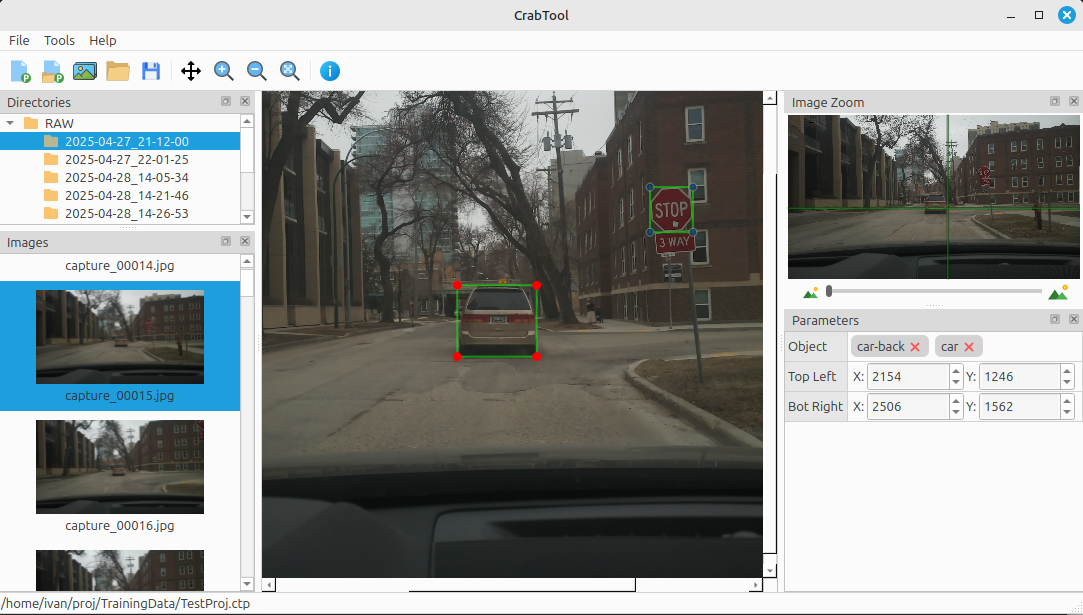 CrabTool
File Tools Help
Directories
RAW
2025-04-27_21-12-00
2025-04-27_22-01-25
2025-04-28_14-05-34
2025-04-28_14-21-46
2025-04-28_14-26-53
Images
capture_00014.jpg
capture_00015.jpg
capture_00016.jpg
STOP
3 WAY
Image Zoom
Parameters
Object car-back car
Top Left X: 2154 Y: 1246
Bot Right X: 2506 Y: 1562
/home/ivan/proj/TrainingData/TestProj.ctp